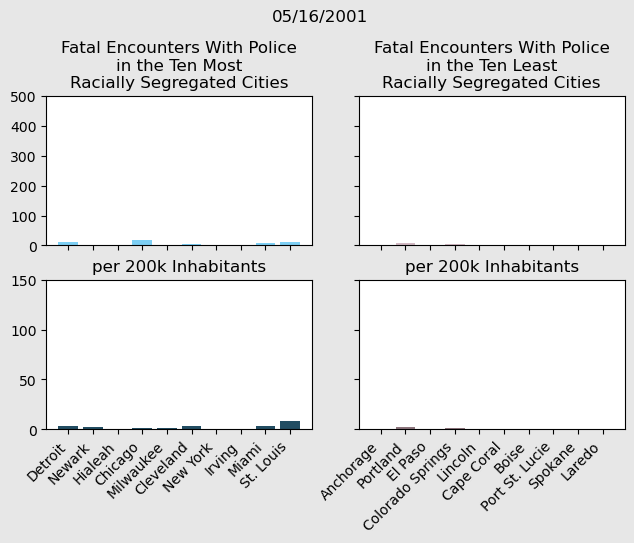 05/16/2001
Fatal Encounters With Police
in the Ten Most
Racially Segregated Cities
Fatal Encounters With Police
in the Ten Least
Racially Segregated Cities
500
400
300
200
100
0
per 200k Inhabitants
per 200k Inhabitants
150
100
50
0
Detroit
Newark
Hialeah
Chicago
Milwaukee
Cleveland
New York
Irving
Miami
St. Louis
Anchorage
Portland
El Paso
Colorado Springs
Lincoln
Cape Coral
Boise
Port St. Lucie
Spokane
Laredo